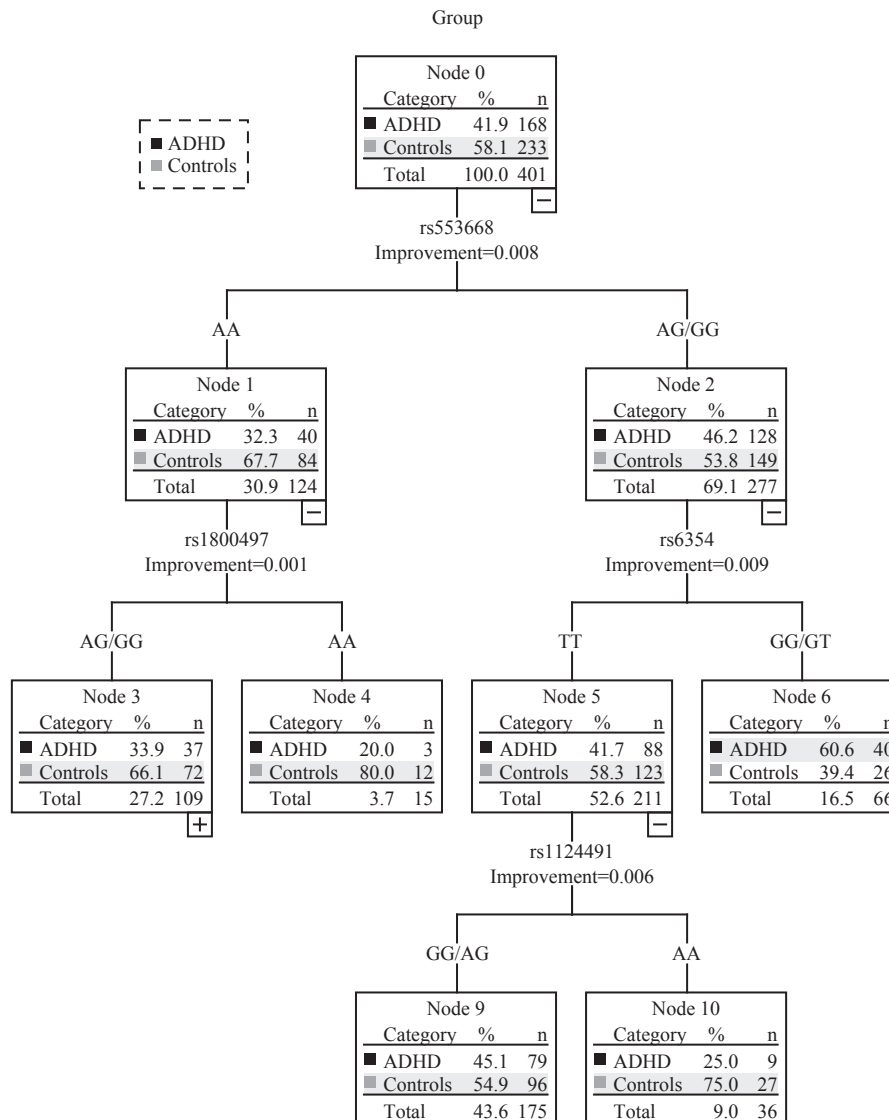 Group
ADHD
Controls
Node 0
Category % n
ADHD 41.9 168
Controls 58.1 233
Total 100.0 401
rs553668
Improvement=0.008
AA
AG/GG
Node 1
Category % n
ADHD 32.3 40
Controls 67.7 84
Total 30.9 124
Node 2
Category % n
ADHD 46.2 128
Controls 53.8 149
Total 69.1 277
rs1800497
Improvement=0.001
rs6354
Improvement=0.009
AG/GG
AA
TT
GG/GT
Node 3
Category % n
ADHD 33.9 37
Controls 66.1 72
Total 27.2 109
Node 4
Category % n
ADHD 20.0 3
Controls 80.0 12
Total 3.7 15
Node 5
Category % n
ADHD 41.7 88
Controls 58.3 123
Total 52.6 211
Node 6
Category % n
ADHD 60.6 40
Controls 39.4 26
Total 16.5 66
rs1124491
Improvement=0.006
GG/AG
AA
Node 9
Category % n
ADHD 45.1 79
Controls 54.9 96
Total 43.6 175
Node 10
Category % n
ADHD 25.0 9
Controls 75.0 27
Total 9.0 36